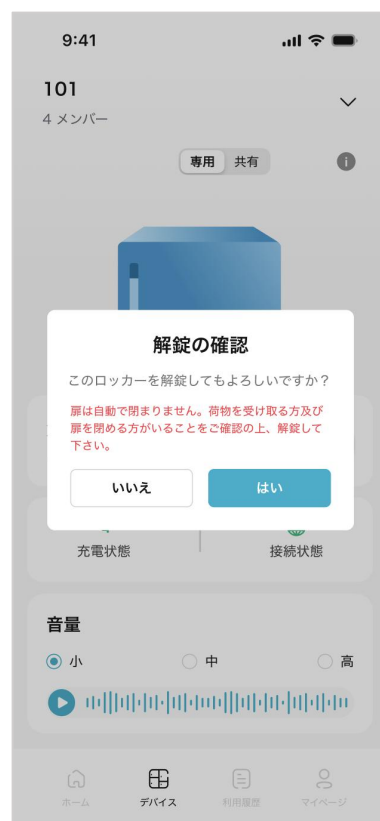 9:41
101
4 メンバー
専用 共有
解錠の確認
このロッカーを解錠してもよろしいですか？
扉は自動で閉まりません。荷物を受け取る方及び
扉を閉める方がいることをご確認の上、解錠して
下さい。
いいえ はい
充電状態 接続状態
音量
小 中 高
ホーム デバイス 利用履歴 マイページ